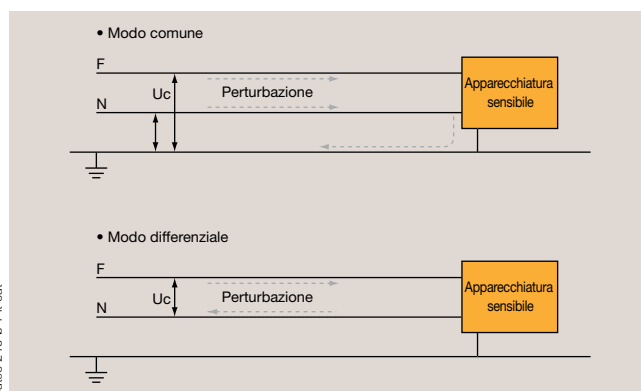 • Modo comune
F
Uc
Perturbazione
N
Apparecchiatura
sensibile
• Modo differenziale
F
Uc
Perturbazione
N
Apparecchiatura
sensibile